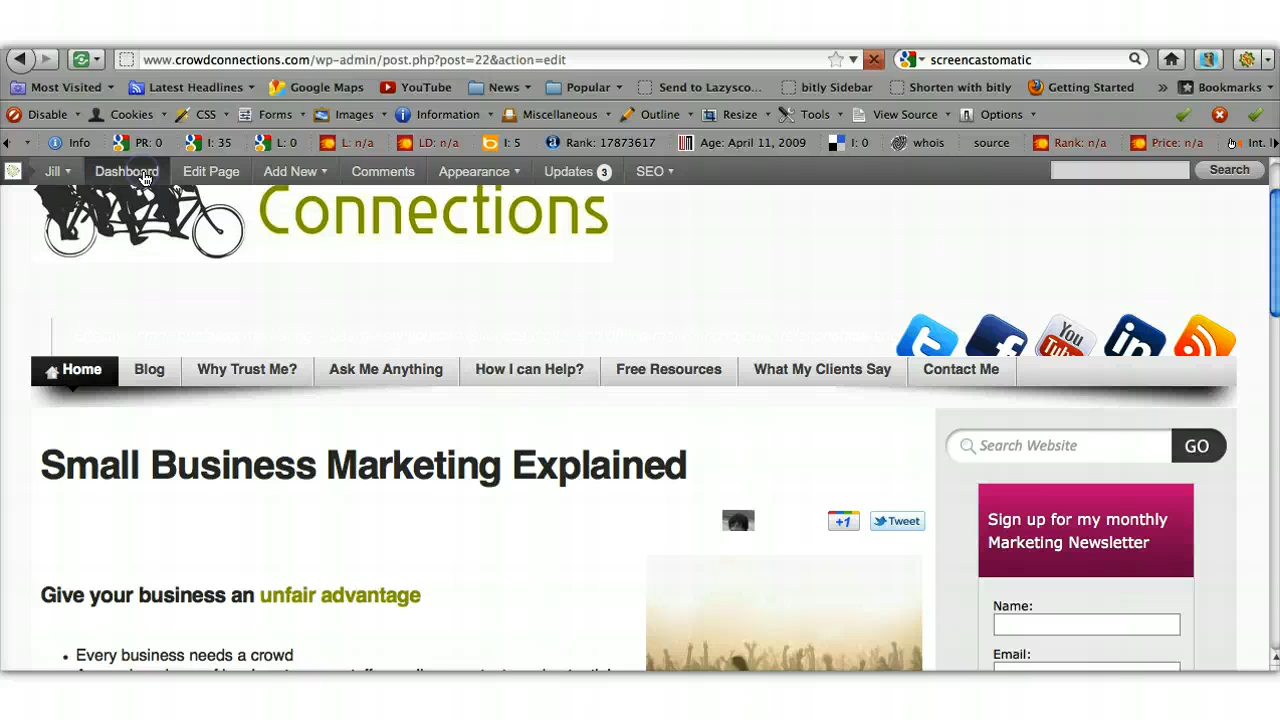 www.crowdconnections.com/wp-admin/post.php?post=22&action=edit screencastomatic
Most Visited Latest Headlines Google Maps YouTube News Popular Send to Lazysco... bitly Sidebar Shorten with bitly Getting Started » Bookmarks
Disable Cookies CSS Forms Images Information Miscellaneous Outline Resize Tools View Source Options
Info PR: 0 I: 35 L: 0 L: n/a LD: n/a I: 5 Rank: 17873617 Age: April 11, 2009 I: 0 whois source Rank: n/a Price: n/a Int. l
Jill Dashboard Edit Page Add New Comments Appearance Updates 3 SEO Search
Connections
You
Tube
in
Home Blog Why Trust Me? Ask Me Anything How I can Help? Free Resources What My Clients Say Contact Me
Search Website GO
Small Business Marketing Explained
Sign up for my monthly
Marketing Newsletter
+1 Tweet
Give your business an unfair advantage
Name:
Every business needs a crowd
Email: